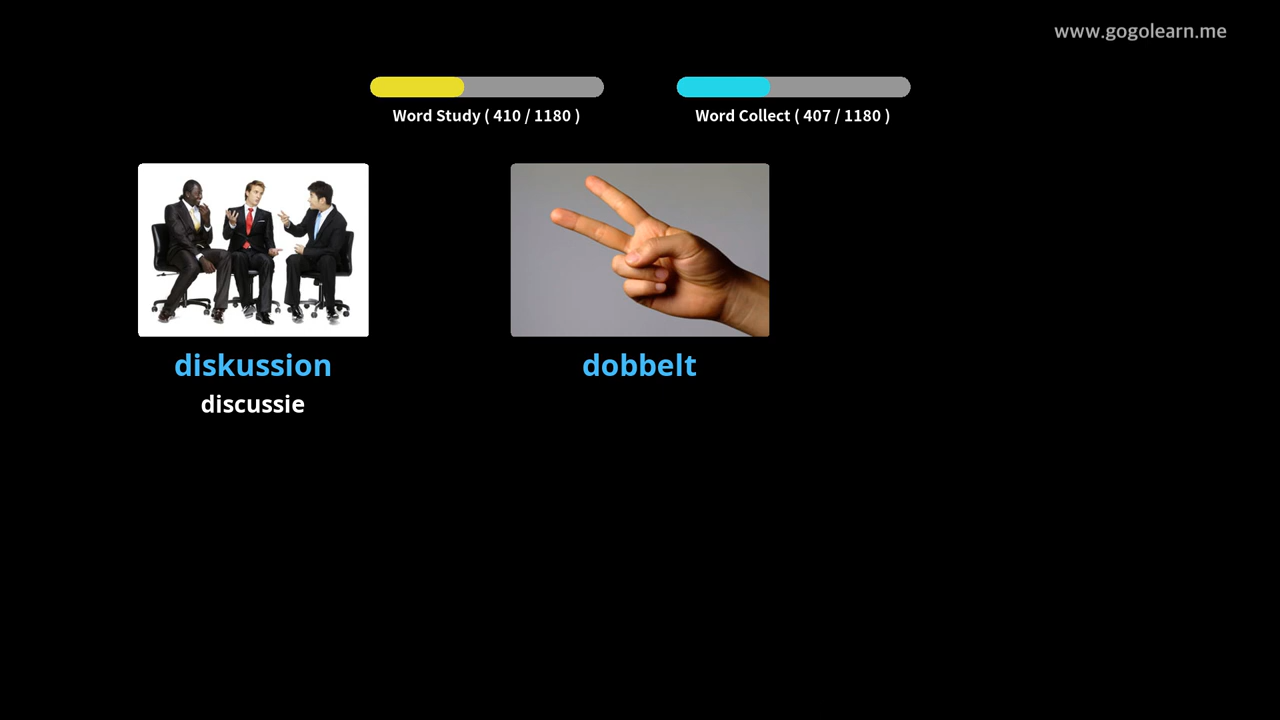 www.gogolearn.me
Word Study ( 410 / 1180 )
Word Collect ( 407 / 1180 )
diskussion
discussie
dobbelt